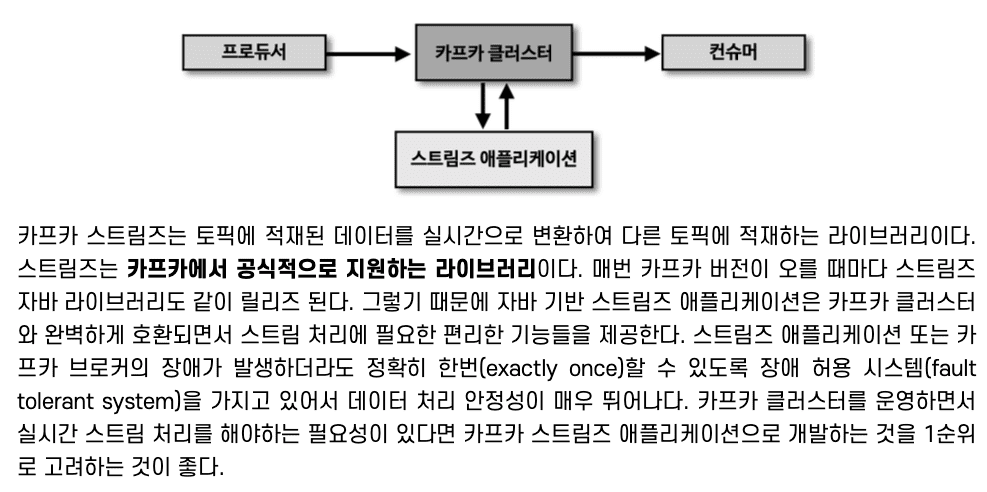 프로듀서
카프카 클러스터
컨슈머
스트림즈 애플리케이션
카프카 스트림즈는 토픽에 적재된 데이터를 실시간으로 변환하여 다른 토픽에 적재하는 라이브러리이다.
스트림즈는 카프카에서 공식적으로 지원하는 라이브러리이다. 매번 카프카 버전이 오를 때마다 스트림즈
자바 라이브러리도 같이 릴리즈 된다. 그렇기 때문에 자바 기반 스트림즈 애플리케이션은 카프카 클러스터
와 완벽하게 호환되면서 스트림 처리에 필요한 편리한 기능들을 제공한다. 스트림즈 애플리케이션 또는 카
프카 브로커의 장애가 발생하더라도 정확히 한번(exactly once)할 수 있도록 장애 허용 시스템(fault
tolerant system)을 가지고 있어서 데이터 처리 안정성이 매우 뛰어나다. 카프카 클러스터를 운영하면서
실시간 스트림 처리를 해야하는 필요성이 있다면 카프카 스트림즈 애플리케이션으로 개발하는 것을 1순위
로 고려하는 것이 좋다.